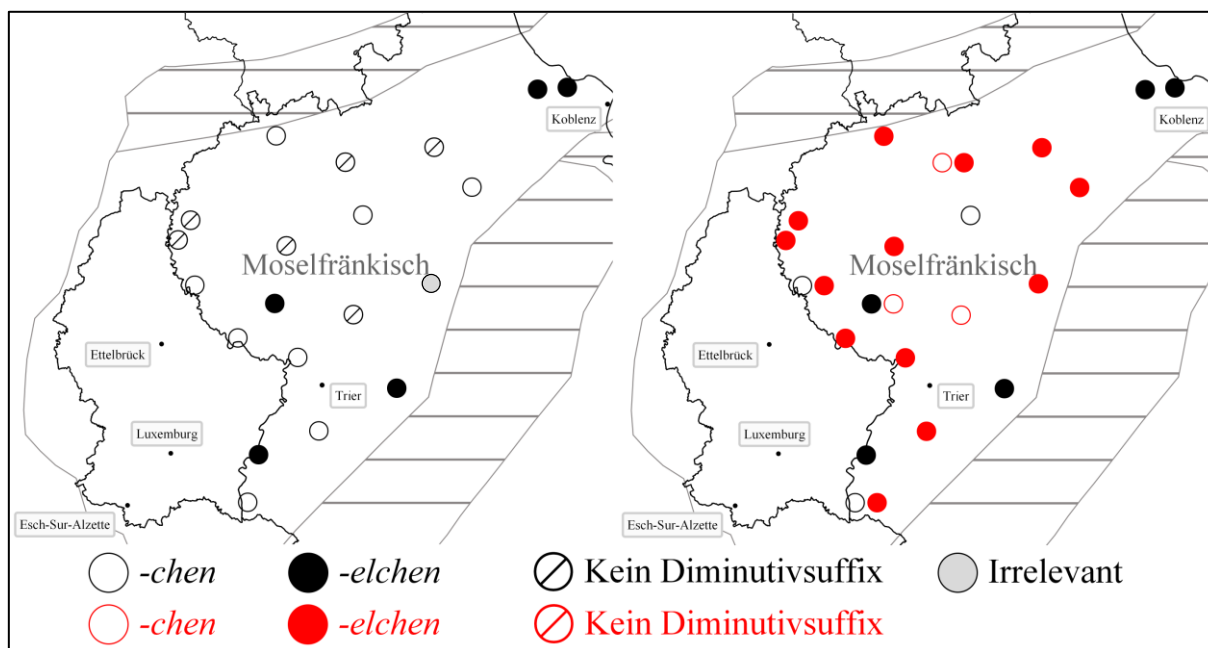 Koblenz
Moselfränkisch
Ettelbrück
Trier
Luxemburg
Esch-Sur-Alzette
Koblenz
Moselfränkisch
Ettelbrück
Trier
Luxemburg
Esch-Sur-Alzette
-chen -elchen Kein Diminutivsuffix Irrelevant
-chen -elchen Kein Diminutivsuffix